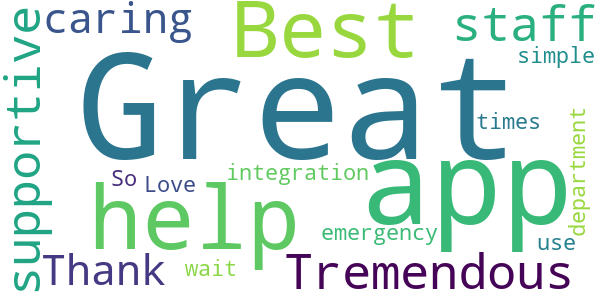 caring
Best
staff
simple
supportive
Great
times
app
department
So
Love
integration
help
emergency
use
Thank
wait
Tremendous